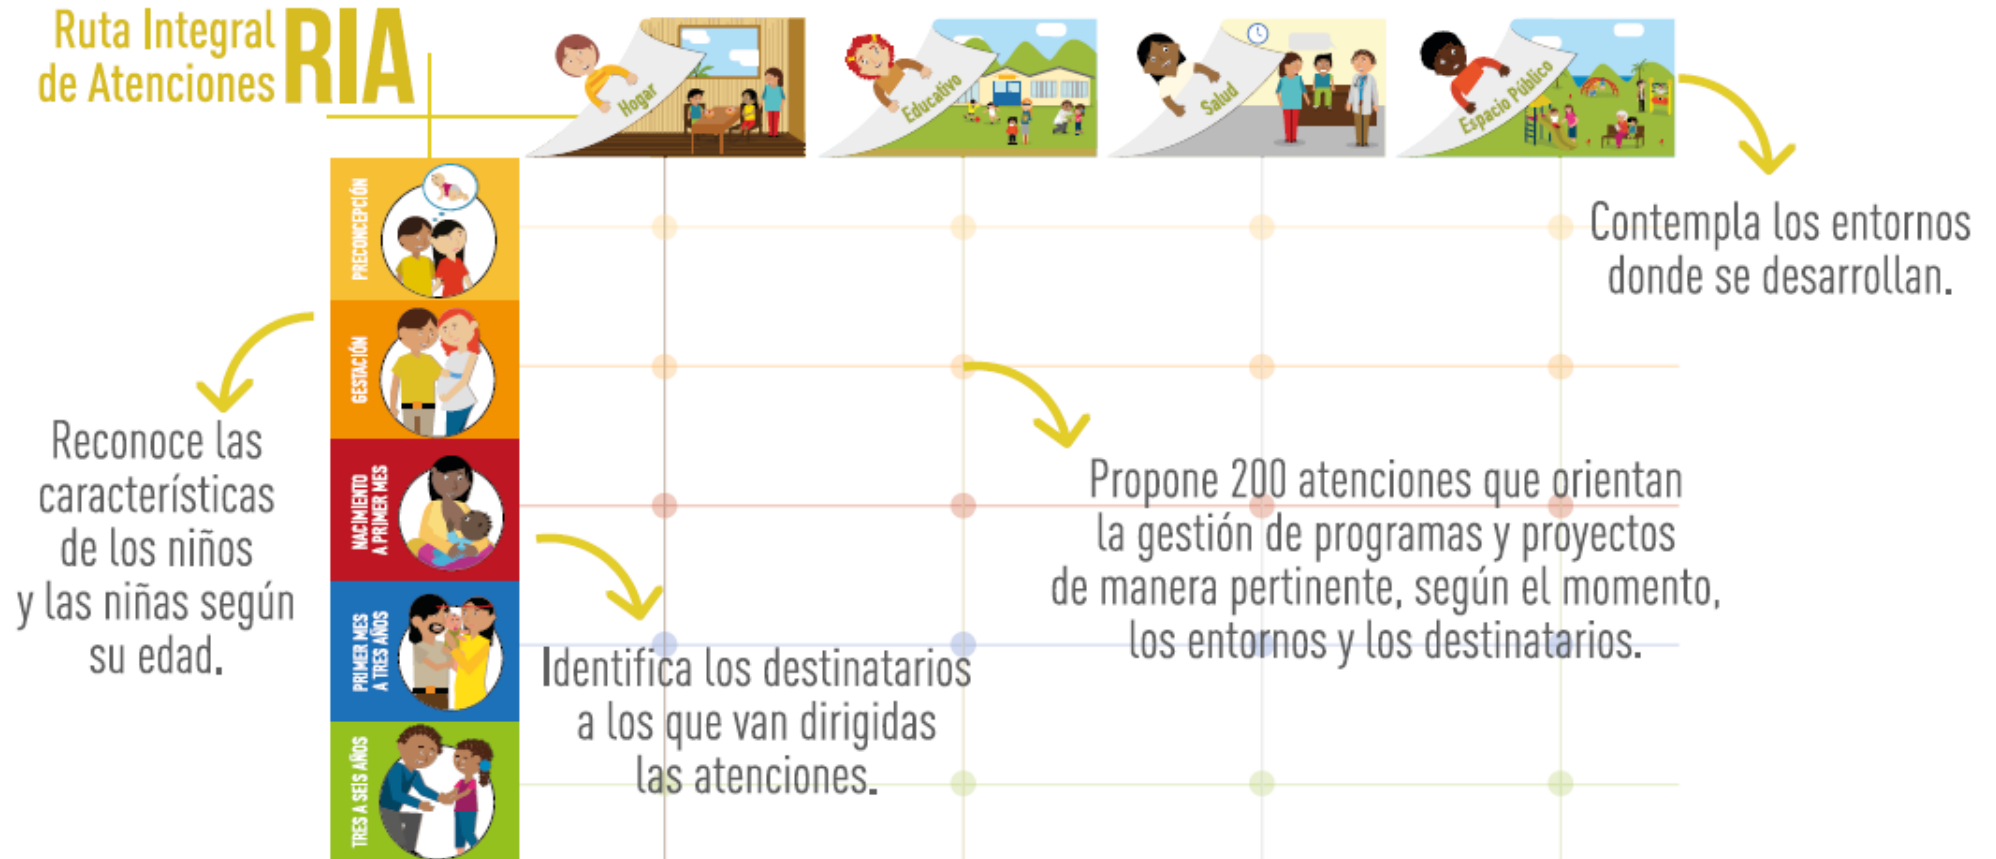 Ruta Integral
de Atenciones
RIA
Hogar
Educativo
Salud
Espacio Público
Contempla los entornos
donde se desarrollan.
PRECONCEPCIÓN
GESTACIÓN
NACIMIENTO
A PRIMER MES
PRIMER MES
A TRES AÑOS
TRES A SEIS AÑOS
Reconoce las
características
de los niños
y las niñas según
su edad.
Propone 200 atenciones que orientan
la gestión de programas y proyectos
de manera pertinente, según el momento,
los entornos y los destinatarios.
Identifica los destinatarios
a los que van dirigidas
las atenciones.